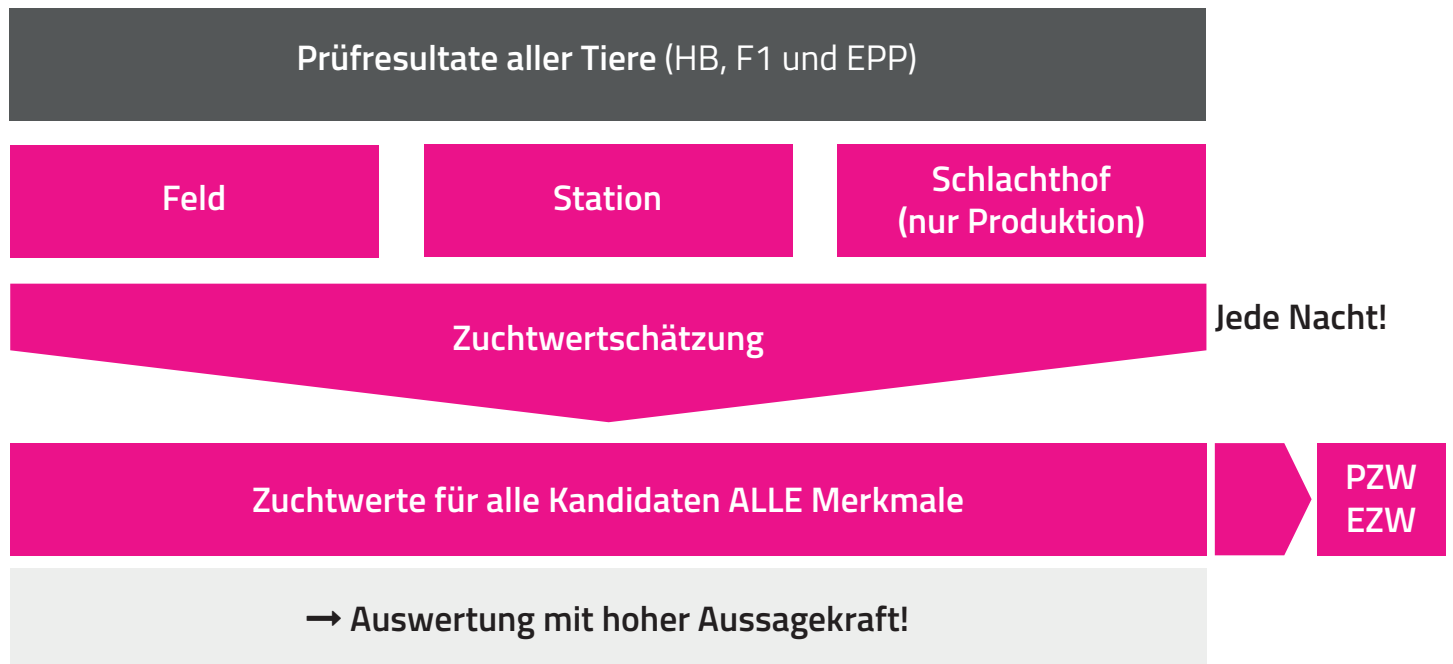 Prüfresultate aller Tiere (HB, F1 und EPP)
Feld
Station
Schlachthof
(nur Produktion)
Zuchtwertschätzung
Jede Nacht!
Zuchtwerte für alle Kandidaten ALLE Merkmale
PZW
EZW
→ Auswertung mit hoher Aussagekraft!